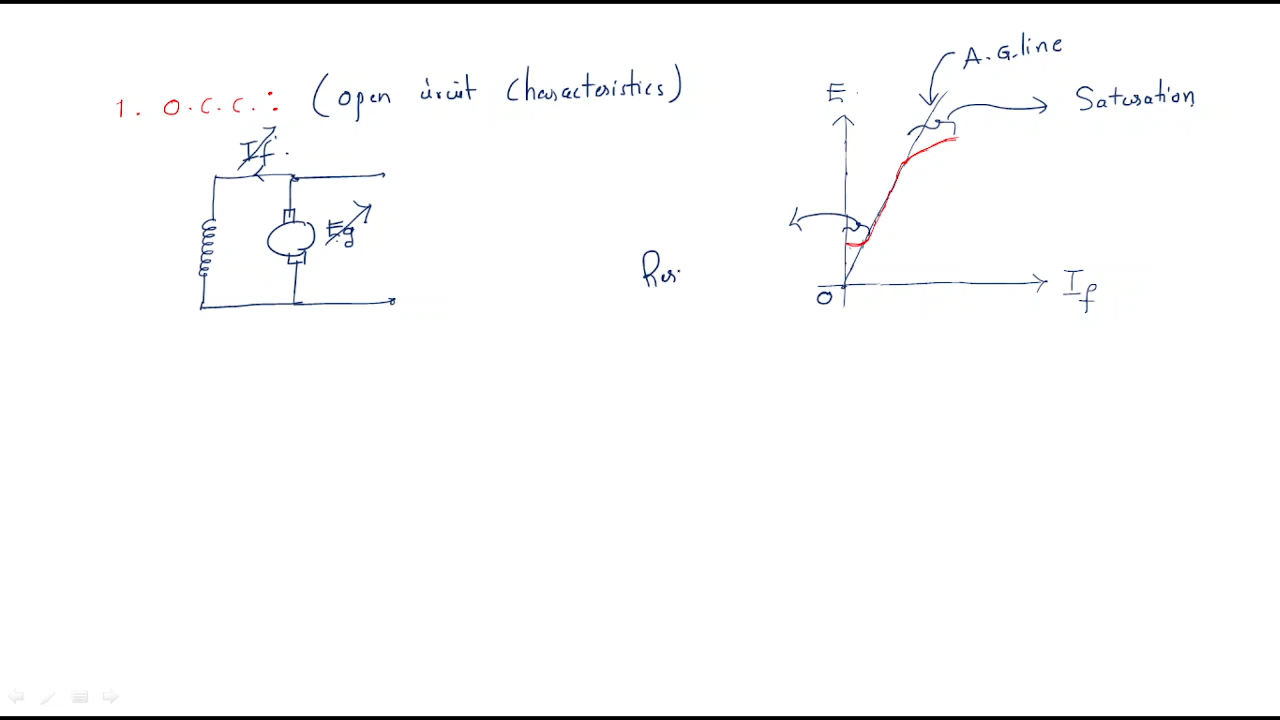 1. O.C.C.: (Open circuit Characteristics)
If
Eg
A.G.line
Saturation
E
Res
O
If